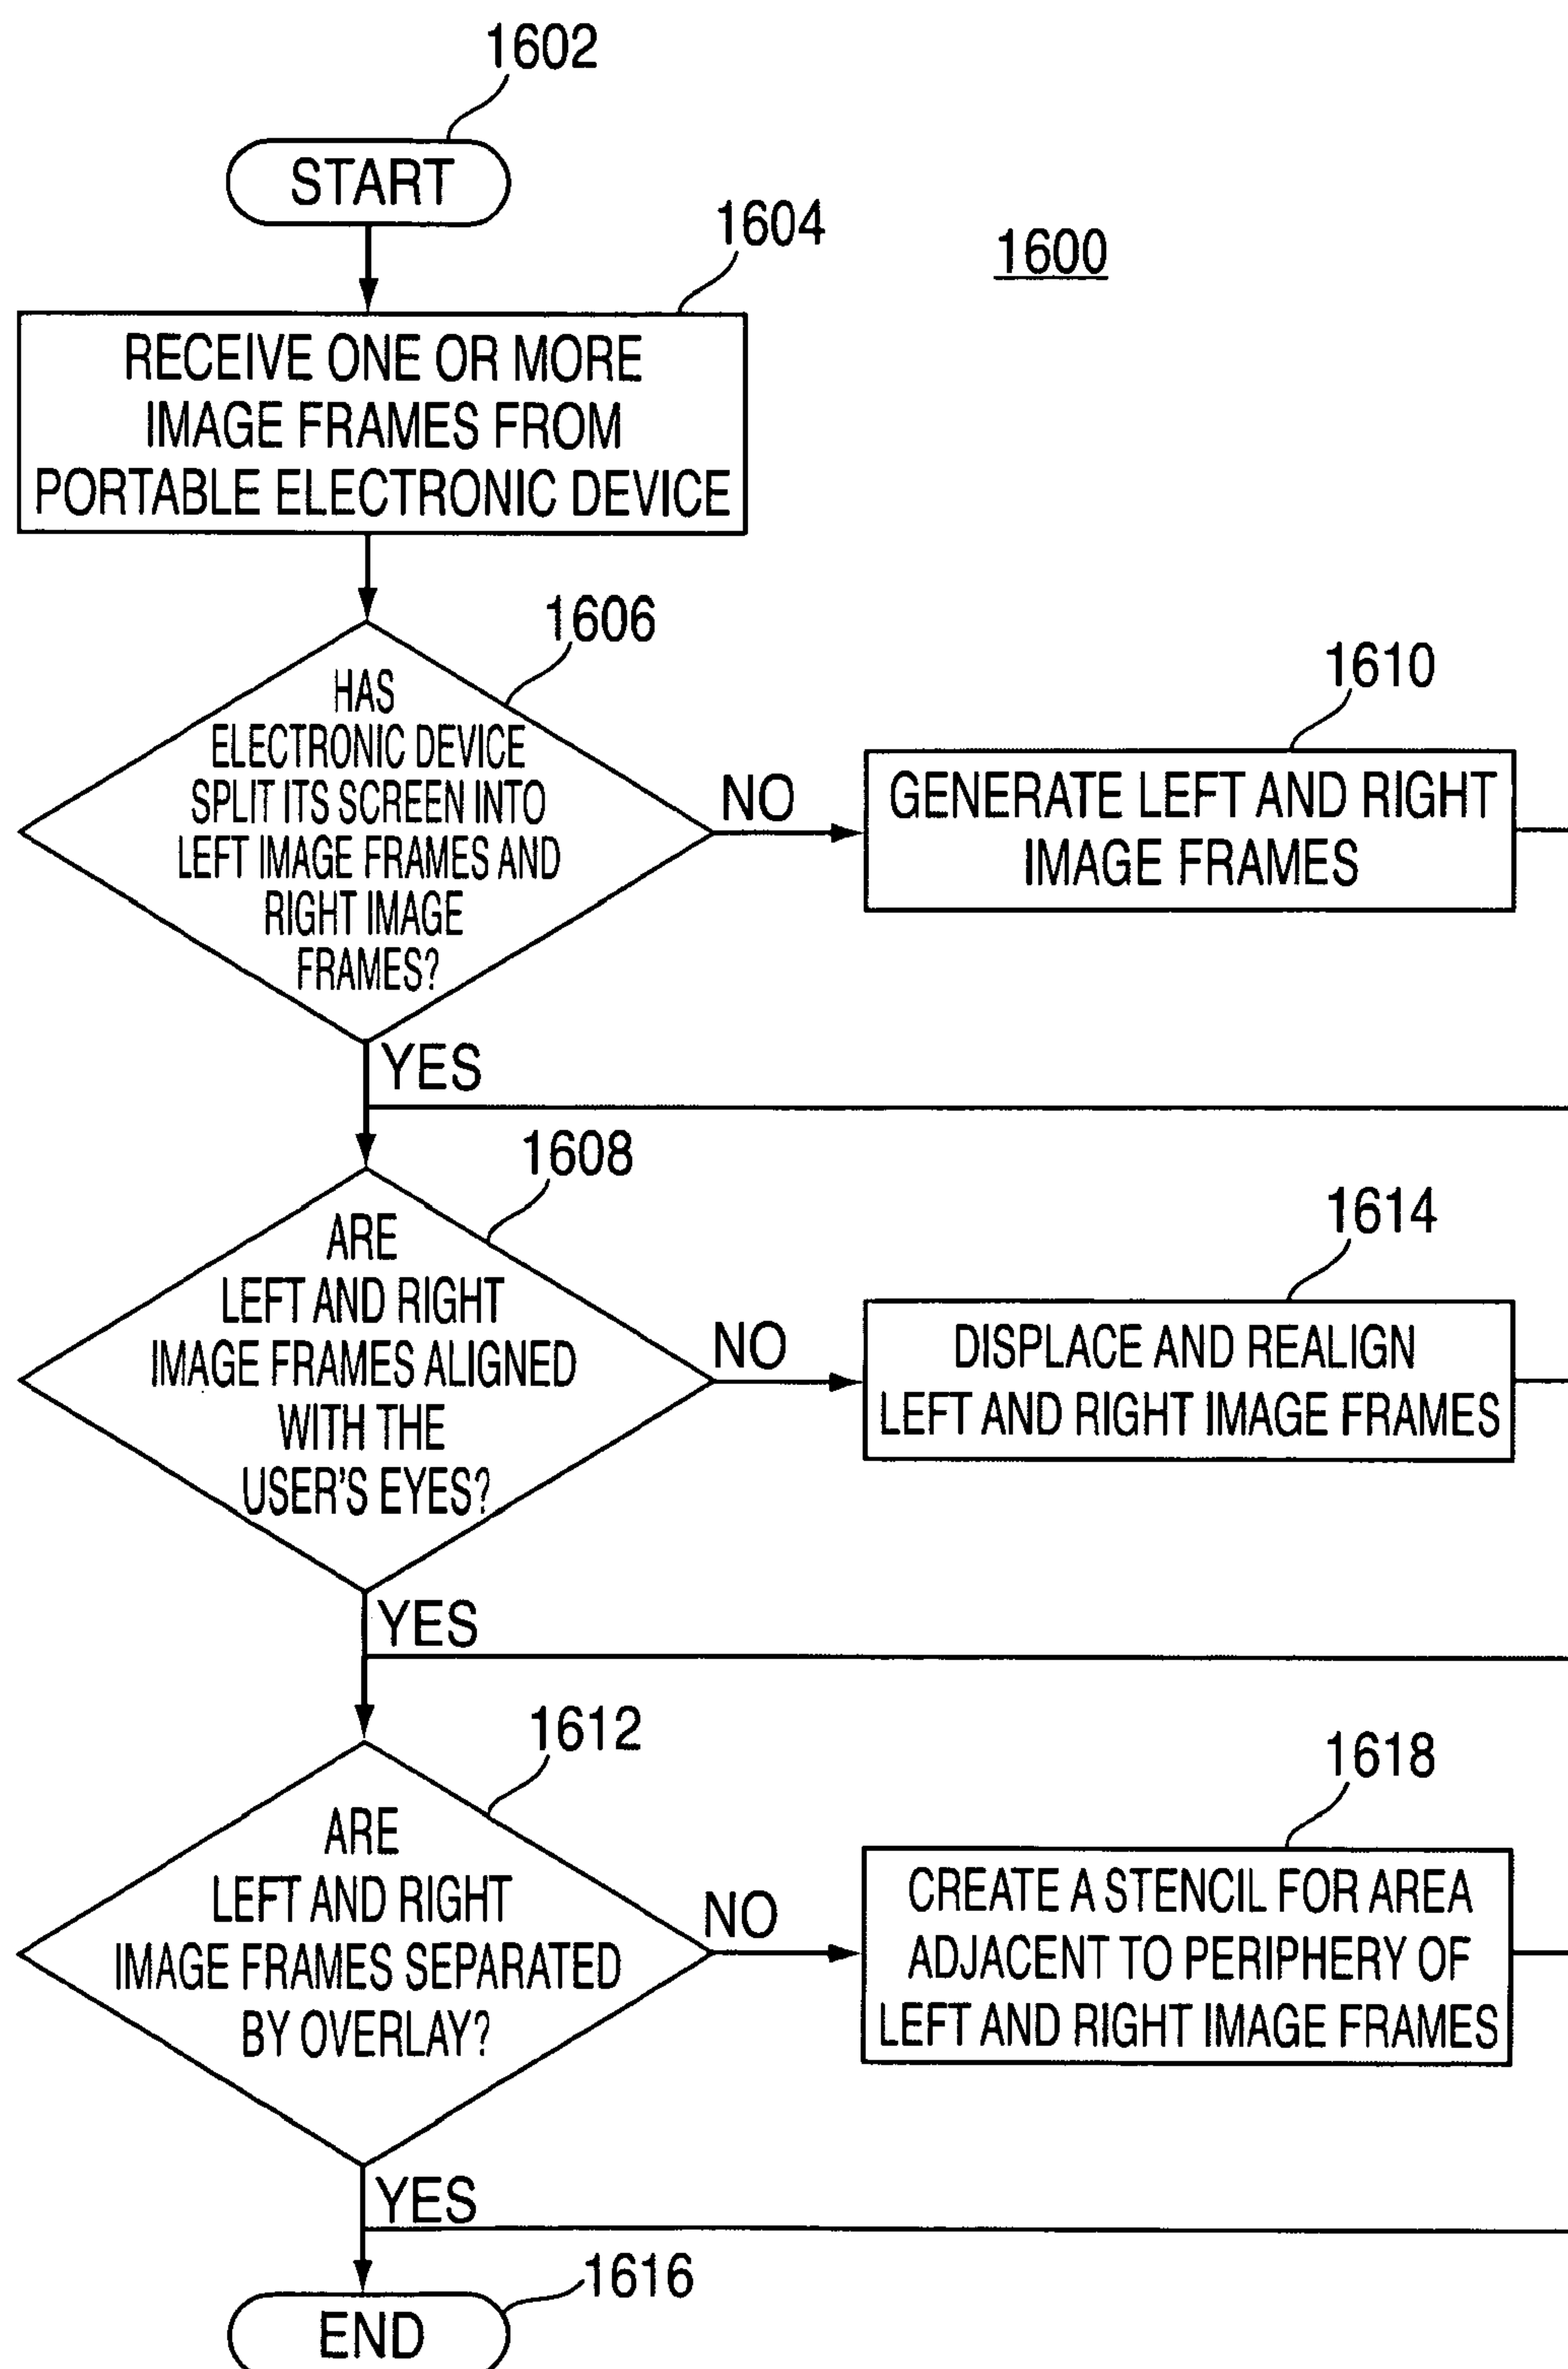 1602
START
1604
1600
RECEIVE ONE OR MORE
IMAGE FRAMES FROM
PORTABLE ELECTRONIC DEVICE
1606
HAS
ELECTRONIC DEVICE
SPLIT ITS SCREEN INTO
LEFT IMAGE FRAMES AND
RIGHT IMAGE
FRAMES?
NO
1610
GENERATE LEFT AND RIGHT
IMAGE FRAMES
YES
1608
ARE
LEFT AND RIGHT
IMAGE FRAMES ALIGNED
WITH THE
USER'S EYES?
NO
1614
DISPLACE AND REALIGN
LEFT AND RIGHT IMAGE FRAMES
YES
1612
ARE
LEFT AND RIGHT
IMAGE FRAMES SEPARATED
BY OVERLAY?
NO
1618
CREATE A STENCIL FOR AREA
ADJACENT TO PERIPHERY OF
LEFT AND RIGHT IMAGE FRAMES
YES
1616
END